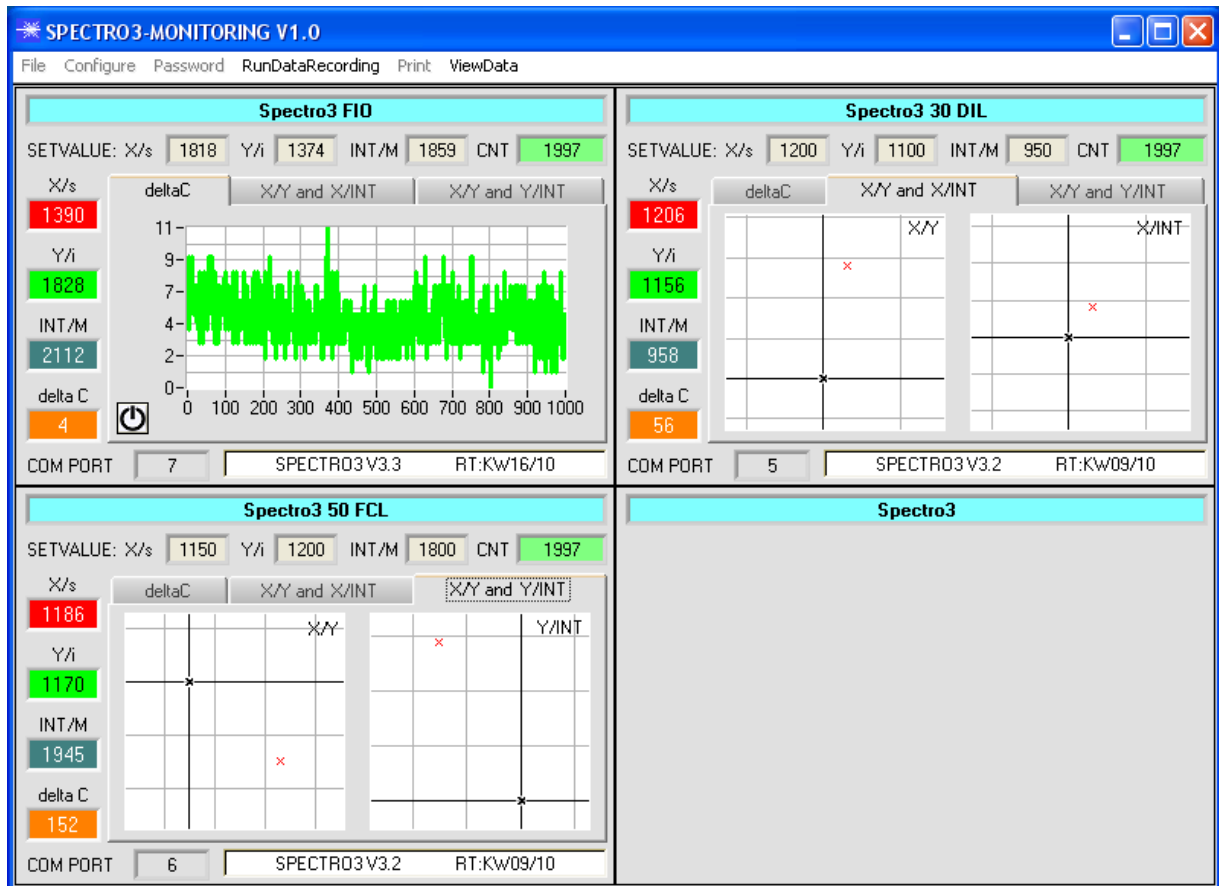 SPECTRO3-MONITORING V1.0
File Configure Password RunDataRecording Print ViewData
Spectro3 FIO
SETVALUE: X/s 1818 Y/i 1374 INT/M 1859 CNT 1997
X/s
1390
Y/i
1828
INT/M
2112
delta C
4
deltaC X/Y and X/INT X/Y and Y/INT
11
9
7
4
2
0
0 100 200 300 400 500 600 700 800 900 1000
COM PORT 7 SPECTRO3 V3.3 RT:KW16/10
Spectro3 30 DIL
SETVALUE: X/s 1200 Y/i 1100 INT/M 950 CNT 1997
X/s
1206
Y/i
1156
INT/M
958
delta C
56
deltaC X/Y and X/INT X/Y and Y/INT
X/Y X/INT
COM PORT 5 SPECTRO3 V3.2 RT:KW09/10
Spectro3 50 FCL
SETVALUE: X/s 1150 Y/i 1200 INT/M 1800 CNT 1997
X/s
1186
Y/i
1170
INT/M
1945
delta C
152
deltaC X/Y and X/INT X/Y and Y/INT
X/Y Y/INT
COM PORT 6 SPECTRO3 V3.2 RT:KW09/10
Spectro3